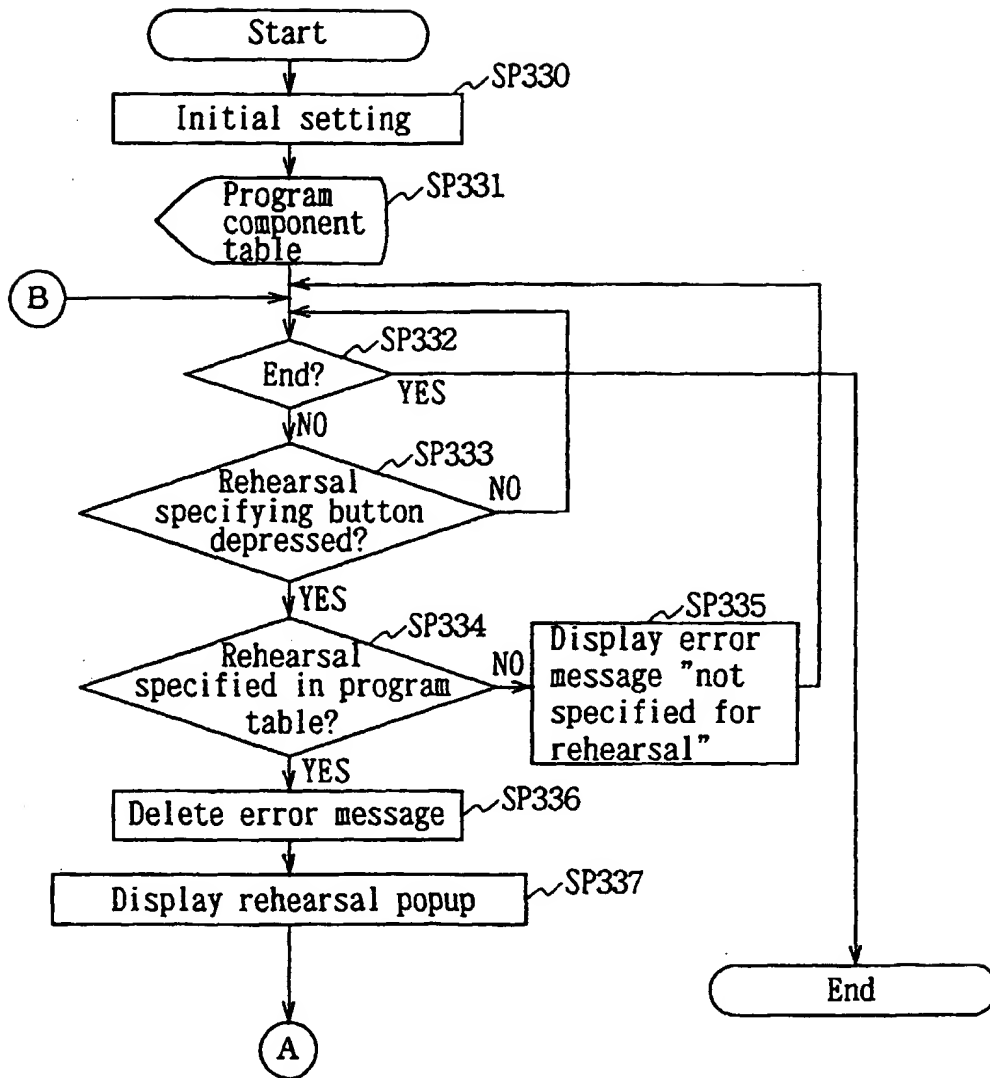 Start
SP330
Initial setting
SP331
Program
component
table
B
SP332
End?
YES
NO
SP333
Rehearsal
specifying button
depressed?
NO
YES
SP334
Rehearsal
specified in program
table?
NO
SP335
Display error
message "not
specified for
rehearsal"
YES
SP336
Delete error message
SP337
Display rehearsal popup
End
A